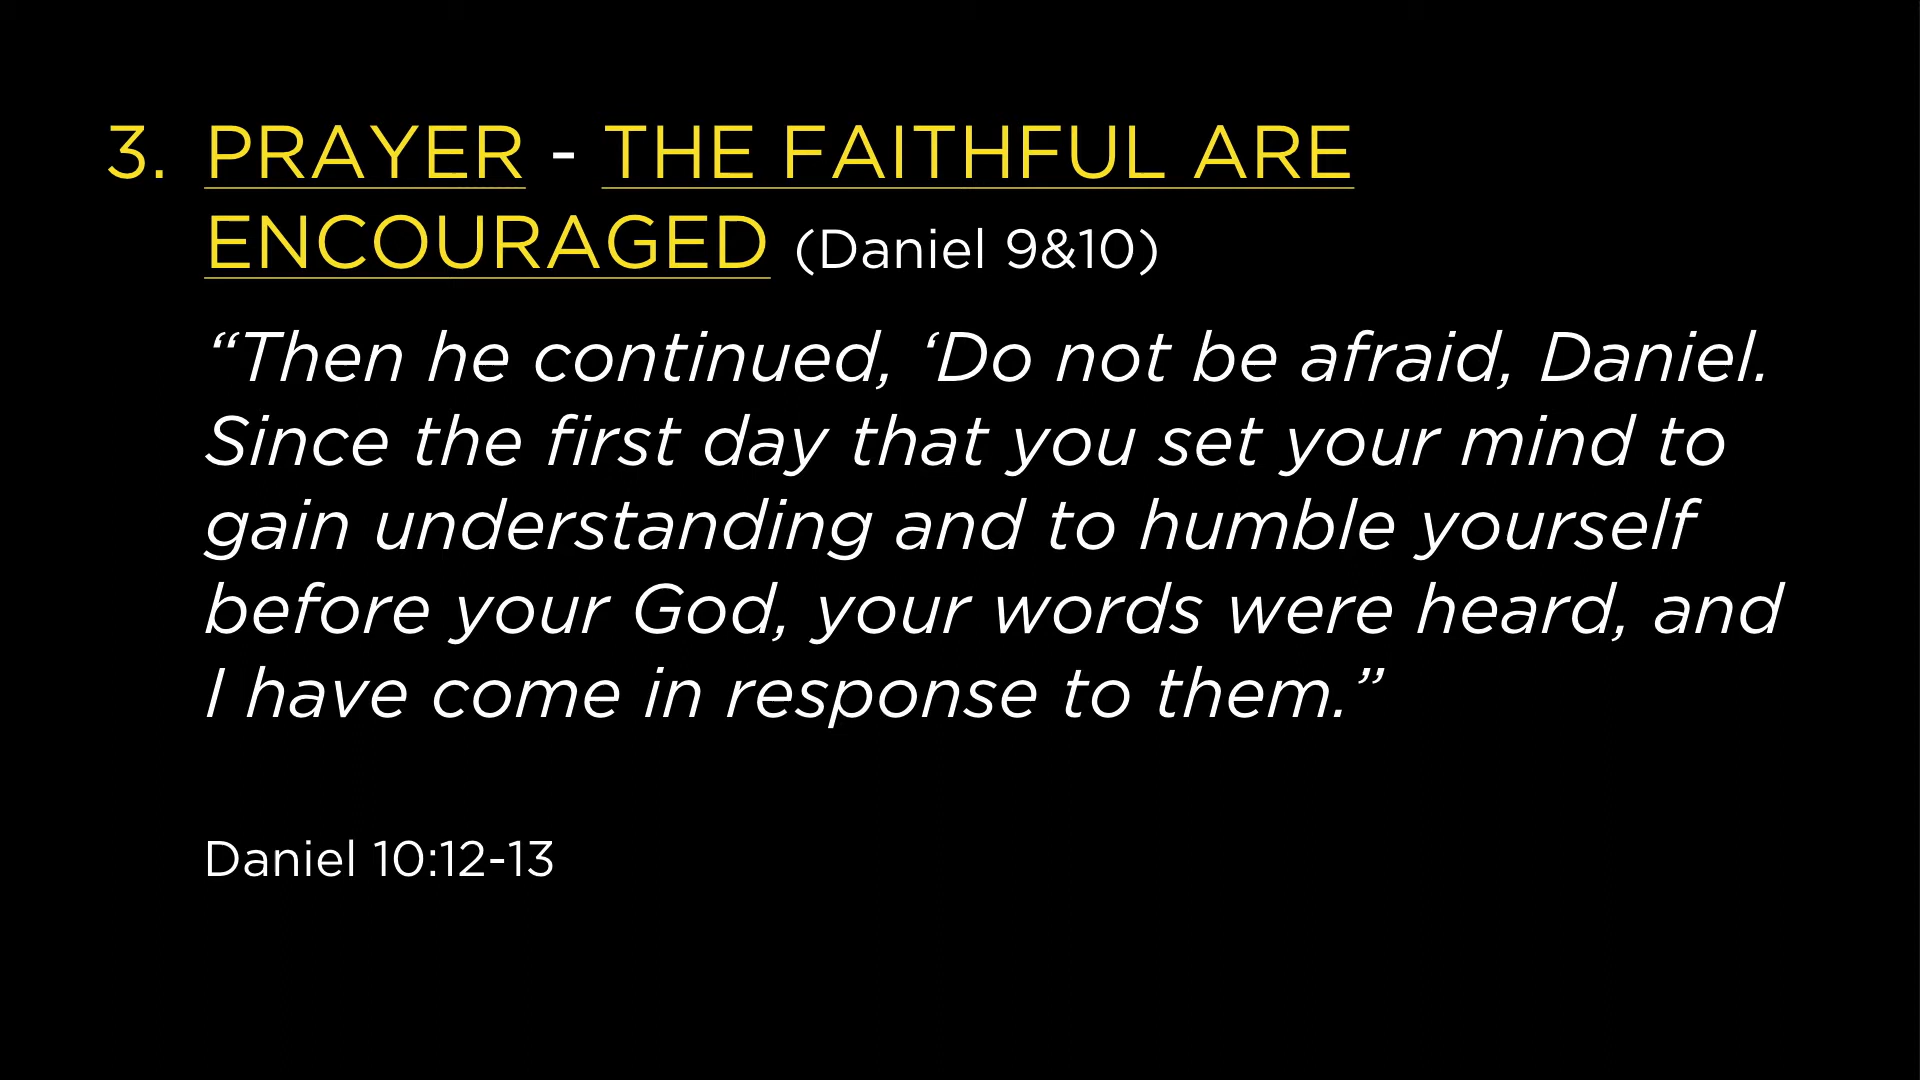 3. PRAYER - THE FAITHFUL ARE
ENCOURAGED (Daniel 9&10)
“Then he continued, ‘Do not be afraid, Daniel.
Since the first day that you set your mind to
gain understanding and to humble yourself
before your God, your words were heard, and
I have come in response to them.”
Daniel 10:12-13